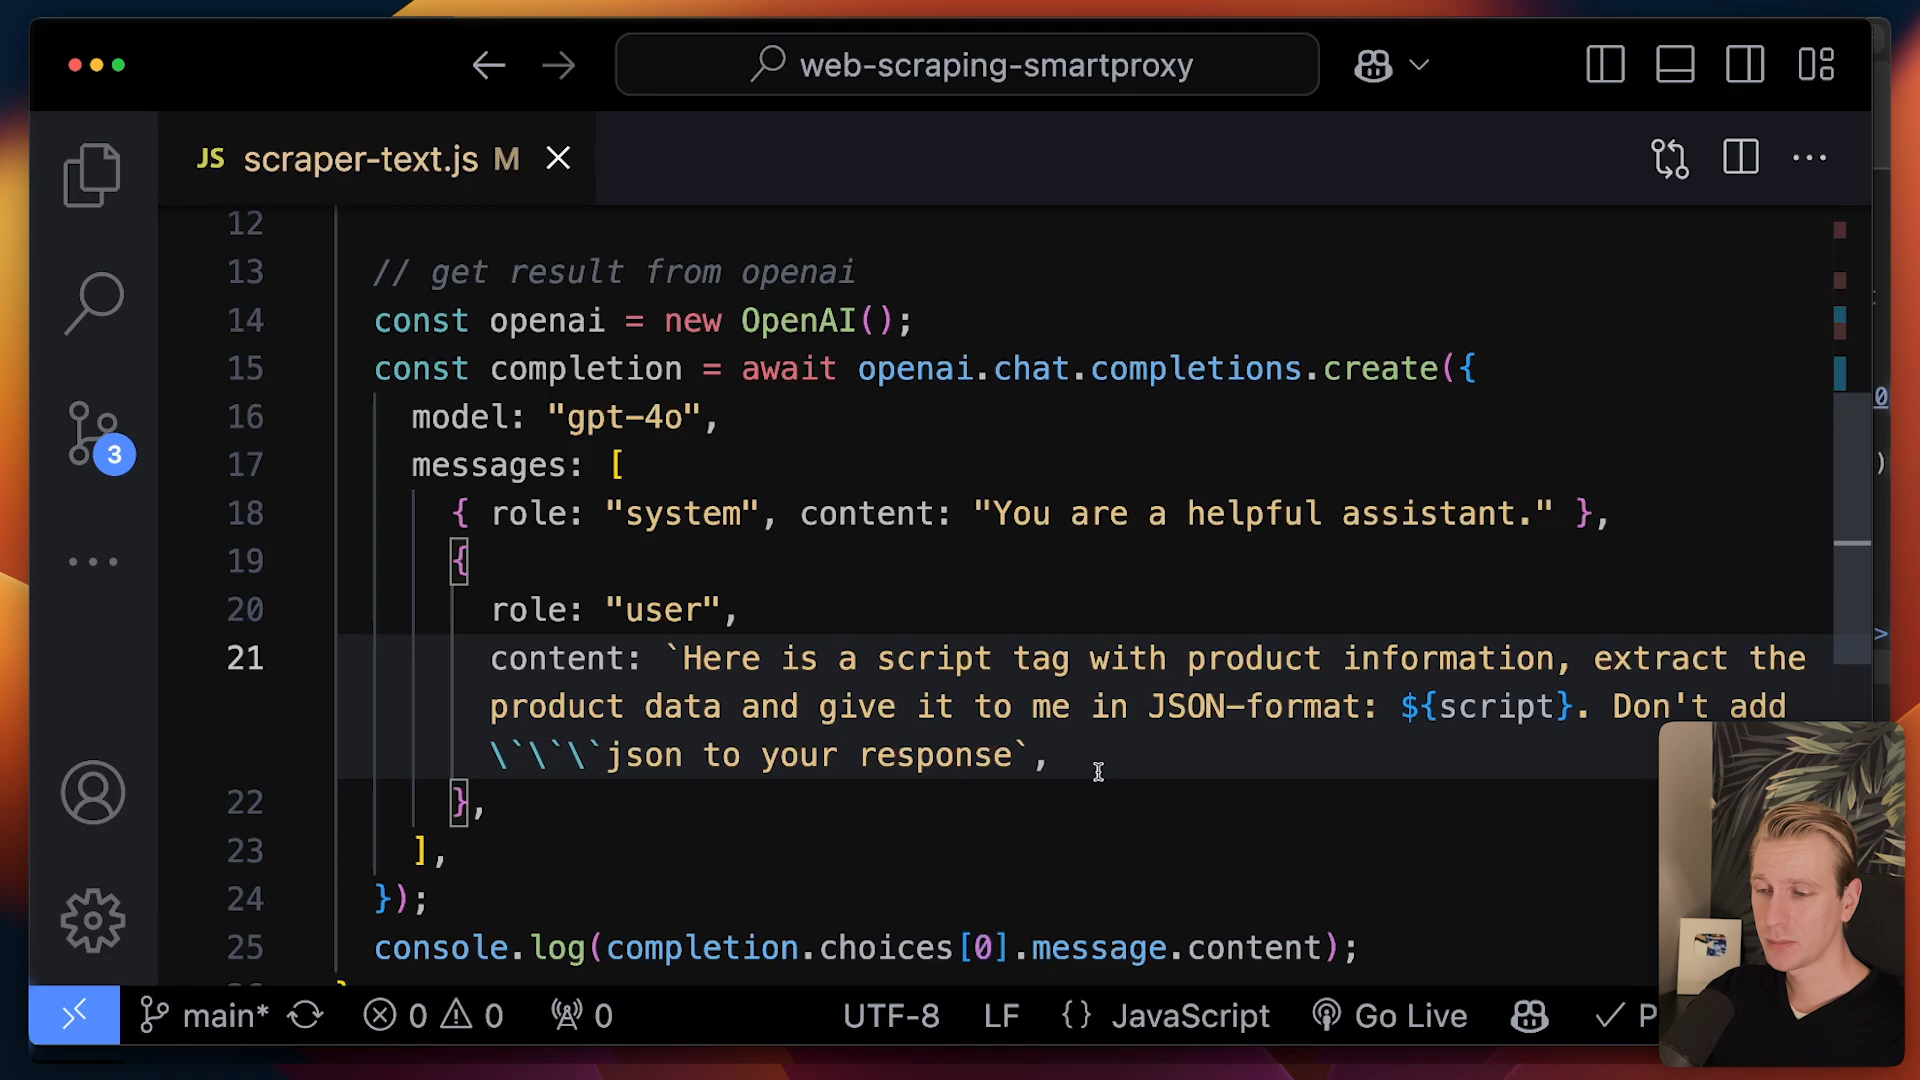 web-scraping-smartproxy
JS scraper-text.js M
12
13 // get result from openai
14 const openai = new OpenAI();
15 const completion = await openai.chat.completions.create({
16 model: "gpt-4o",
17 messages: [
18 { role: "system", content: "You are a helpful assistant." },
19 {
20 role: "user",
21 content: `Here is a script tag with product information, extract the
product data and give it to me in JSON-format: ${script}. Don't add
\`\`\`json to your response`,
22 },
23 ],
24 });
25 console.log(completion.choices[0].message.content);
3
main* 0 0 0 UTF-8 LF {} JavaScript Go Live